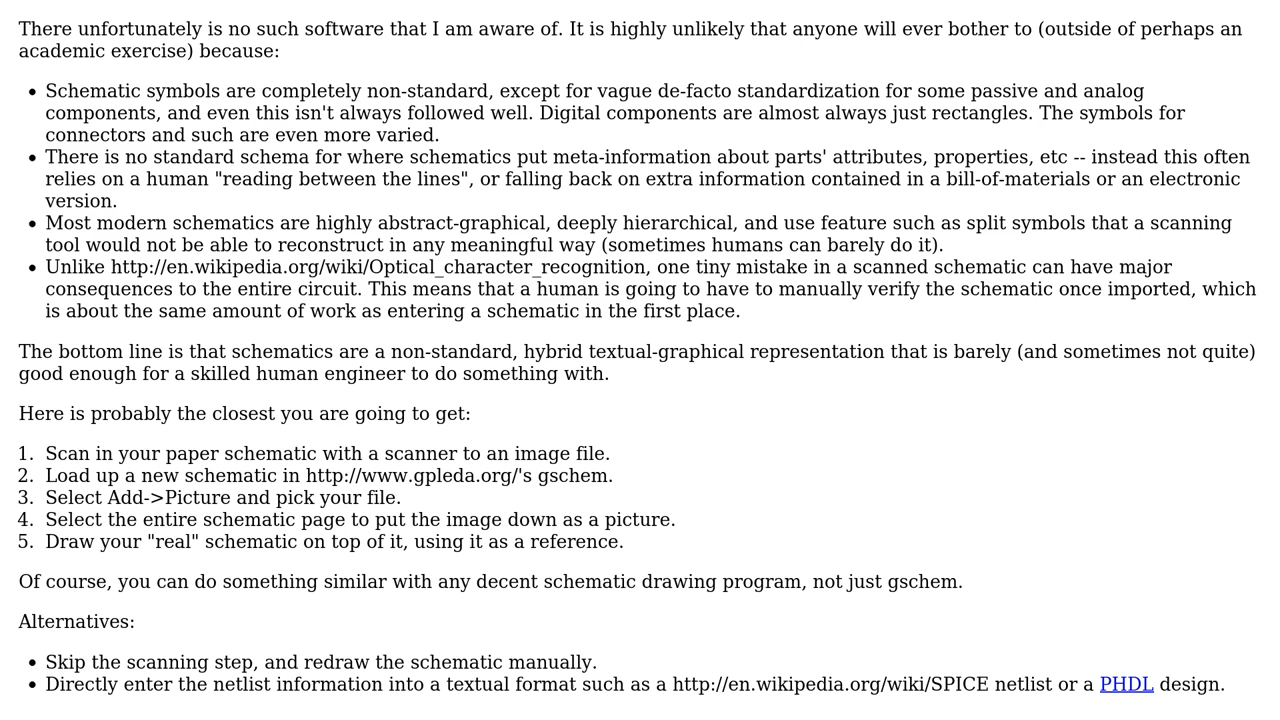 There unfortunately is no such software that I am aware of. It is highly unlikely that anyone will ever bother to (outside of perhaps an
academic exercise) because:
• Schematic symbols are completely non-standard, except for vague de-facto standardization for some passive and analog
components, and even this isn't always followed well. Digital components are almost always just rectangles. The symbols for
connectors and such are even more varied.
• There is no standard schema for where schematics put meta-information about parts' attributes, properties, etc -- instead this often
relies on a human "reading between the lines", or falling back on extra information contained in a bill-of-materials or an electronic
version.
• Most modern schematics are highly abstract-graphical, deeply hierarchical, and use feature such as split symbols that a scanning
tool would not be able to reconstruct in any meaningful way (sometimes humans can barely do it).
• Unlike http://en.wikipedia.org/wiki/Optical_character_recognition, one tiny mistake in a scanned schematic can have major
consequences to the entire circuit. This means that a human is going to have to manually verify the schematic once imported, which
is about the same amount of work as entering a schematic in the first place.
The bottom line is that schematics are a non-standard, hybrid textual-graphical representation that is barely (and sometimes not quite)
good enough for a skilled human engineer to do something with.
Here is probably the closest you are going to get:
1. Scan in your paper schematic with a scanner to an image file.
2. Load up a new schematic in http://www.gpleda.org/'s gschem.
3. Select Add->Picture and pick your file.
4. Select the entire schematic page to put the image down as a picture.
5. Draw your "real" schematic on top of it, using it as a reference.
Of course, you can do something similar with any decent schematic drawing program, not just gschem.
Alternatives:
• Skip the scanning step, and redraw the schematic manually.
• Directly enter the netlist information into a textual format such as a http://en.wikipedia.org/wiki/SPICE netlist or a PHDL design.